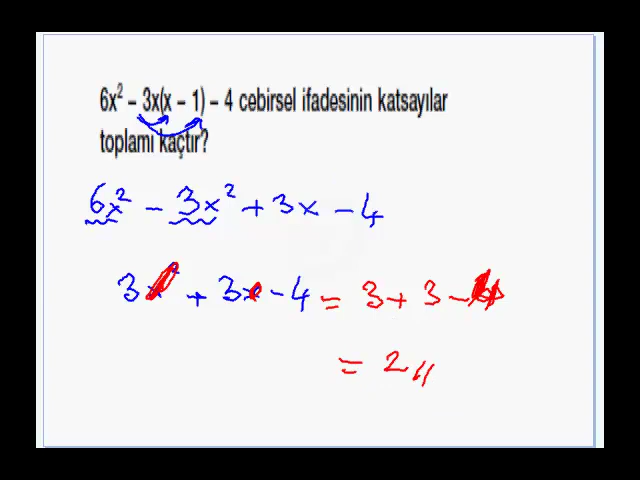 6x² – 3x(x – 1) – 4 cebirsel ifadesinin katsayılar
toplamı kaçtır?
6x² – 3x² + 3x – 4
3x² + 3x – 4 = 3 + 3 – 4
= 2